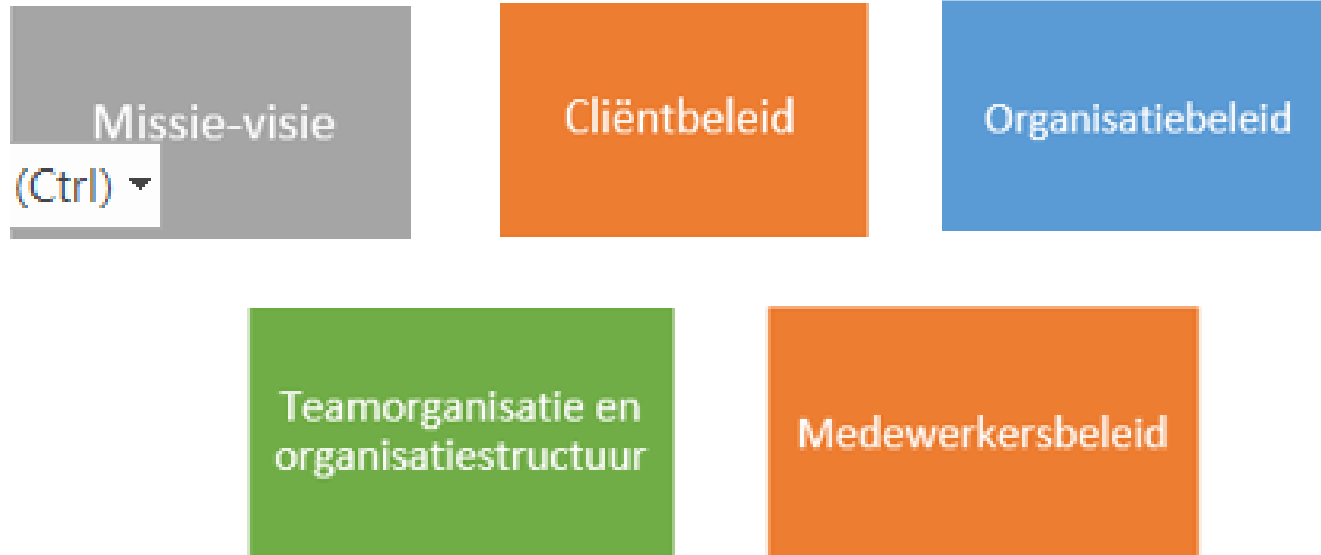 Missie-visie
(Ctrl)
Cliëntbeleid
Organisatiebeleid
Teamorganisatie en
organisatiestructuur
Medewerkersbeleid